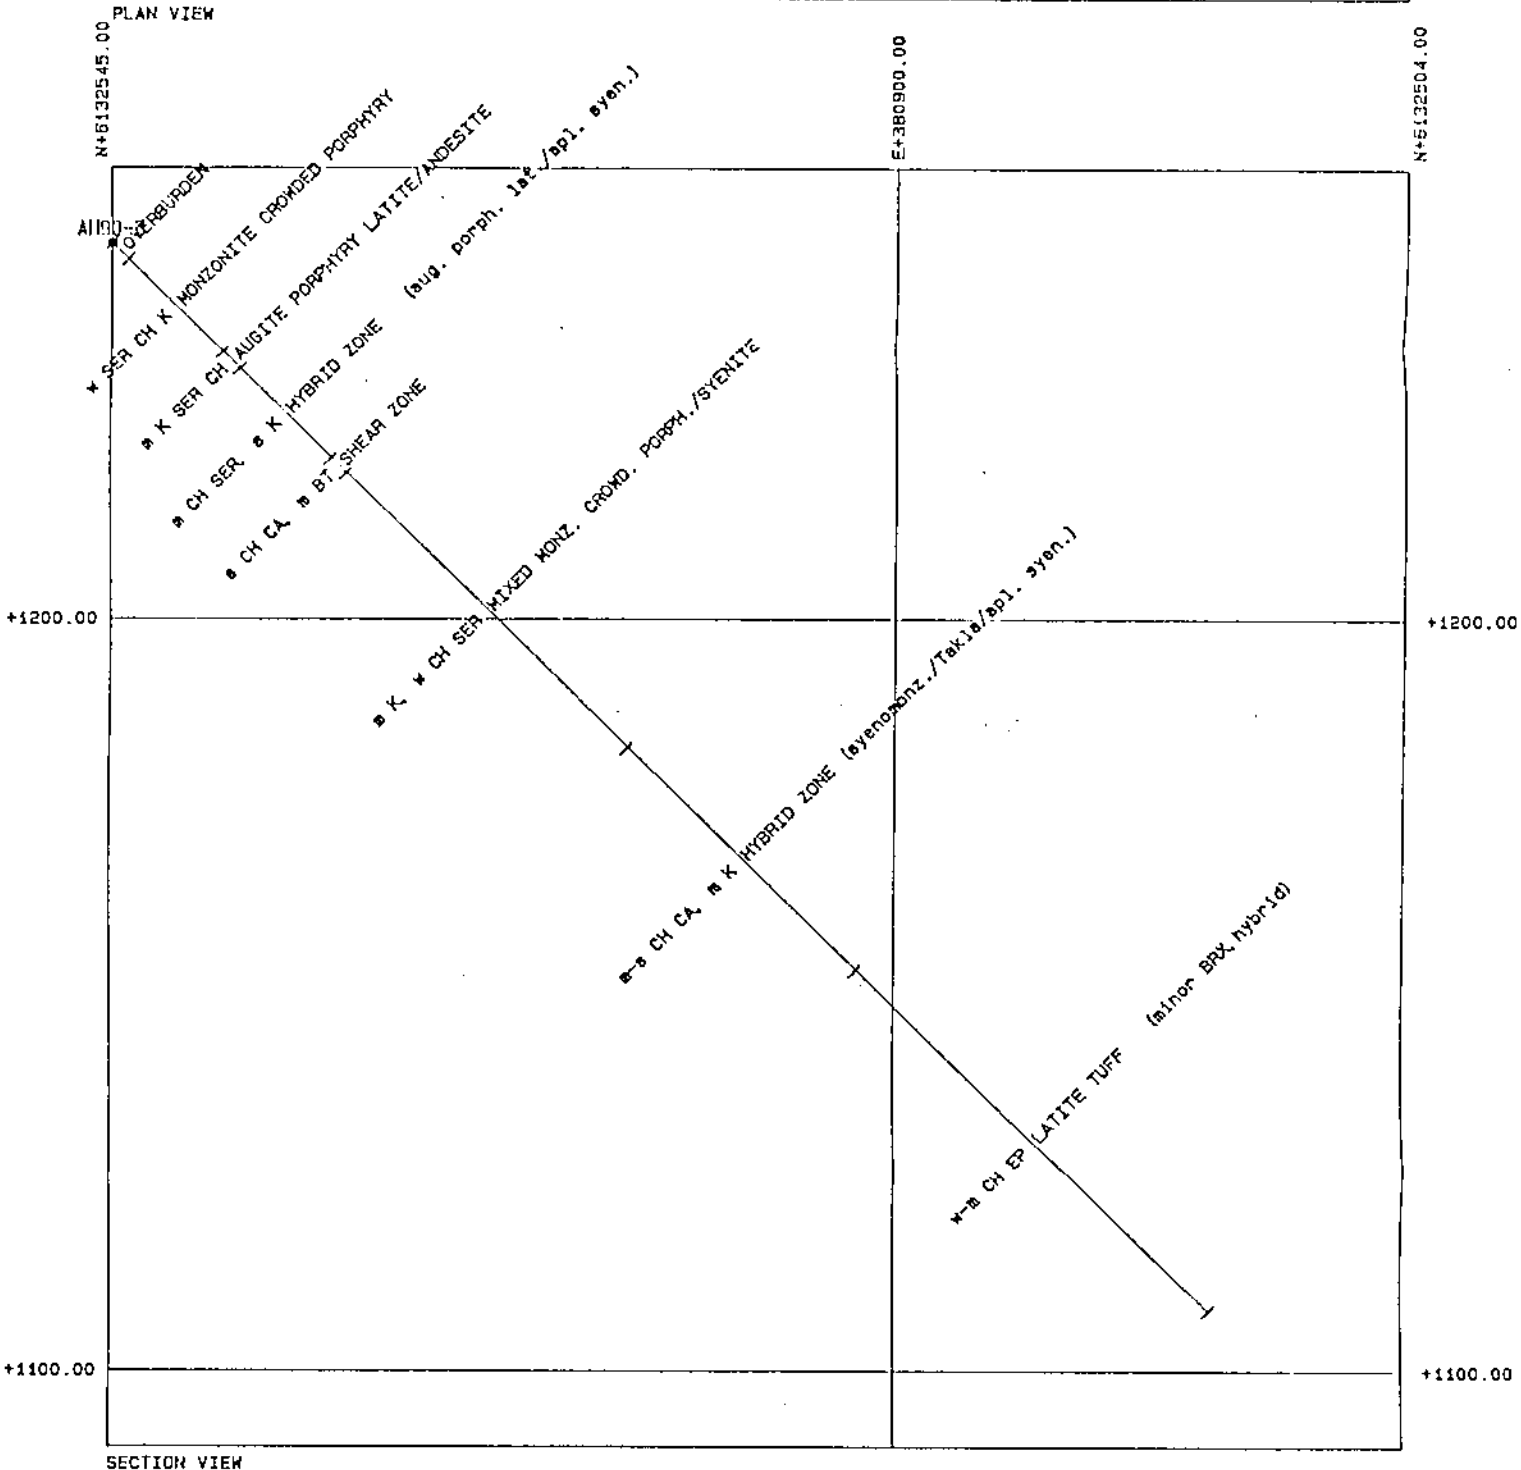 PLAN VIEW
N+6132545.00
E+380900.00
N+6132504.00
OVERBURDEN
w SER CH K MONZONITE CROWDED PORPHYRY
m K SER CH AUGITE PORPHYRY LATITE/ANDESITE
m CH SER, s K HYBRID ZONE (aug. porph. lat./apl. syen.)
s CH CA, m BT SHEAR ZONE
m K, w CH SER MIXED MONZ. CROWD. PORPH./SYENITE
+1200.00
+1200.00
m-s CH CA, m K HYBRID ZONE (syenomonz./Takla/apl. syen.)
w-m CH EP LATITE TUFF (minor BRX, hybrid)
+1100.00
+1100.00
SECTION VIEW